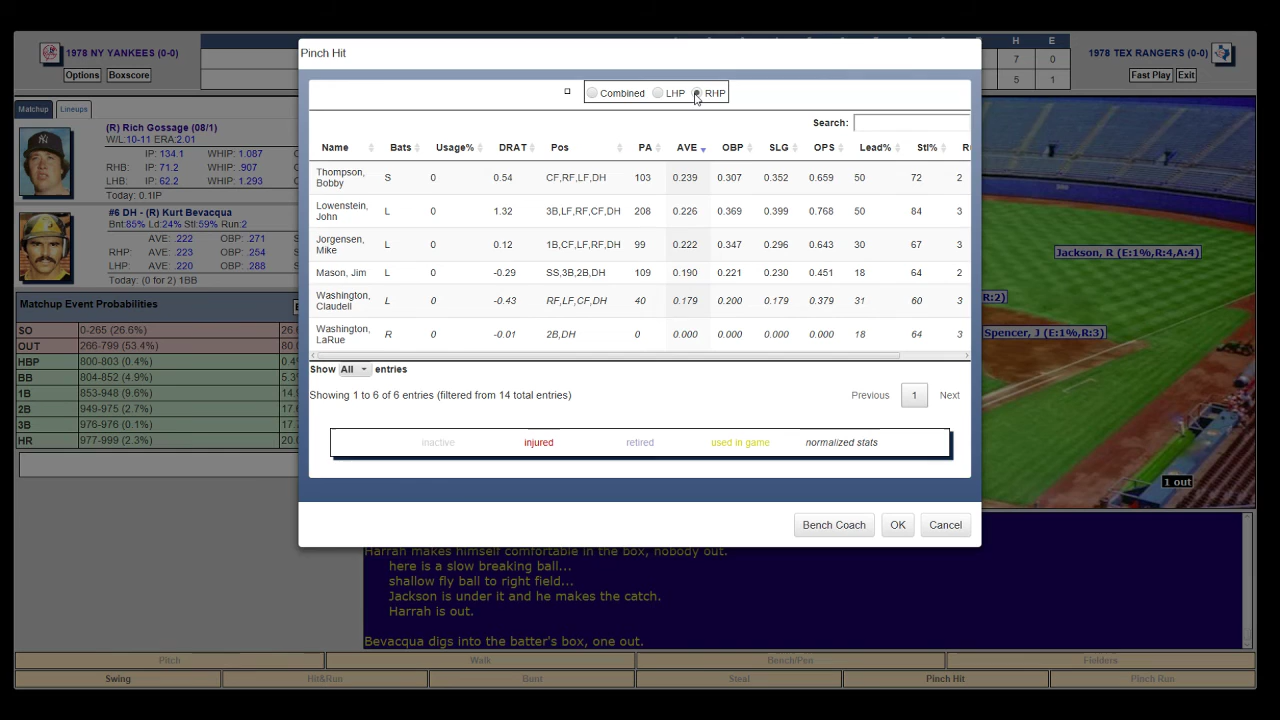 Pinch Hit
1978 NY YANKEES (0-0)
Options
Boxscore
H E
7 0
5 1
1978 TEX RANGERS (0-0)
Fast Play
Exit
Matchup
Lineups
(R) Rich Gossage (08/1)
W/L:10-11 ERA:2.01
IP: 134.1 WHIP: 1.087
RHB: IP: 71.2 WHIP: .907
LHB: IP: 62.2 WHIP: 1.293
Today: 0.1IP
#6 DH - (R) Kurt Bevacqua
Bnt:85% Ld:24% Stl:59% Run:2
AVE: .222 OBP: .271
RHP: AVE: .223 OBP: .254
LHP: AVE: .220 OBP: .288
Today: (0 for 2) 1BB
Matchup Event Probabilities
SO 0-265 (26.6%)
OUT 266-799 (53.4%)
HBP 800-803 (0.4%)
BB 804-852 (4.9%)
1B 853-948 (9.6%)
2B 949-975 (2.7%)
3B 976-976 (0.1%)
HR 977-999 (2.3%)
Combined LHP RHP
Search:
Name Bats Usage% DRAT Pos PA AVE OBP SLG OPS Lead% Stl%
Thompson, Bobby S 0 0.54 CF,RF,LF,DH 103 0.239 0.307 0.352 0.659 50 72 2
Lowenstein, John L 0 1.32 3B,LF,RF,CF,DH 208 0.226 0.369 0.399 0.768 50 84 3
Jorgensen, Mike L 0 0.12 1B,CF,LF,RF,DH 99 0.222 0.347 0.296 0.643 30 67 3
Mason, Jim L 0 -0.29 SS,3B,2B,DH 109 0.190 0.221 0.230 0.451 18 64 2
Washington, Claudell L 0 -0.43 RF,LF,CF,DH 40 0.179 0.200 0.179 0.379 31 60 3
Washington, LaRue R 0 -0.01 2B,DH 0 0.000 0.000 0.000 0.000 18 64 3
Show All entries
Showing 1 to 6 of 6 entries (filtered from 14 total entries)
Previous 1 Next
inactive injured retired used in game normalized stats
Bench Coach
OK
Cancel
Jackson, R (E:1%,R:4,A:4)
R:2)
Spencer, J (E:1%,R:3)
1 out
Harrah makes himself comfortable in the box, nobody out.
here is a slow breaking ball...
shallow fly ball to right field...
Jackson is under it and he makes the catch.
Harrah is out.
Bevacqua digs into the batter's box, one out.
Pitch Walk Bench/Pen Fielders
Swing Hit&Run Bunt Steal Pinch Hit Pinch Run